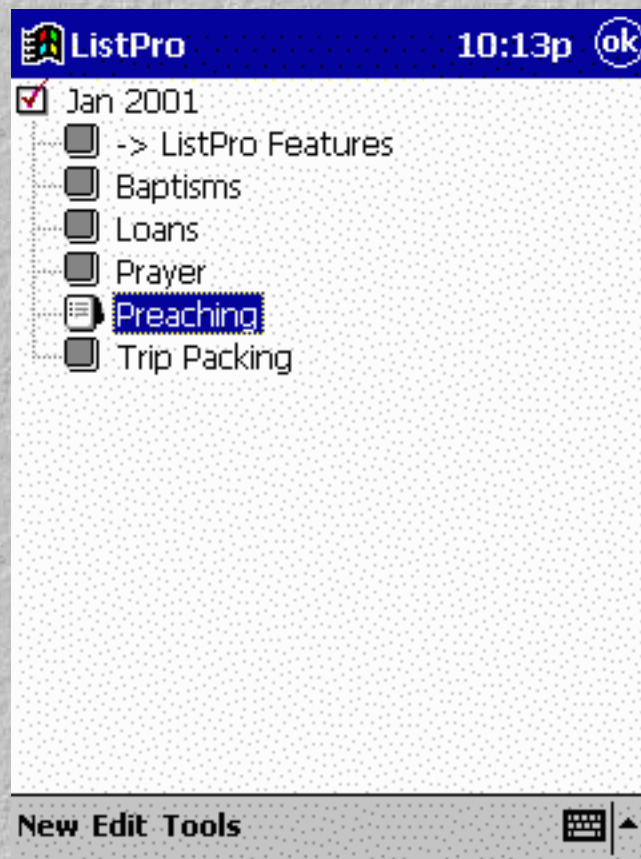 ListPro 10:13p ok
Jan 2001
-> ListPro Features
Baptisms
Loans
Prayer
Preaching
Trip Packing
New Edit Tools